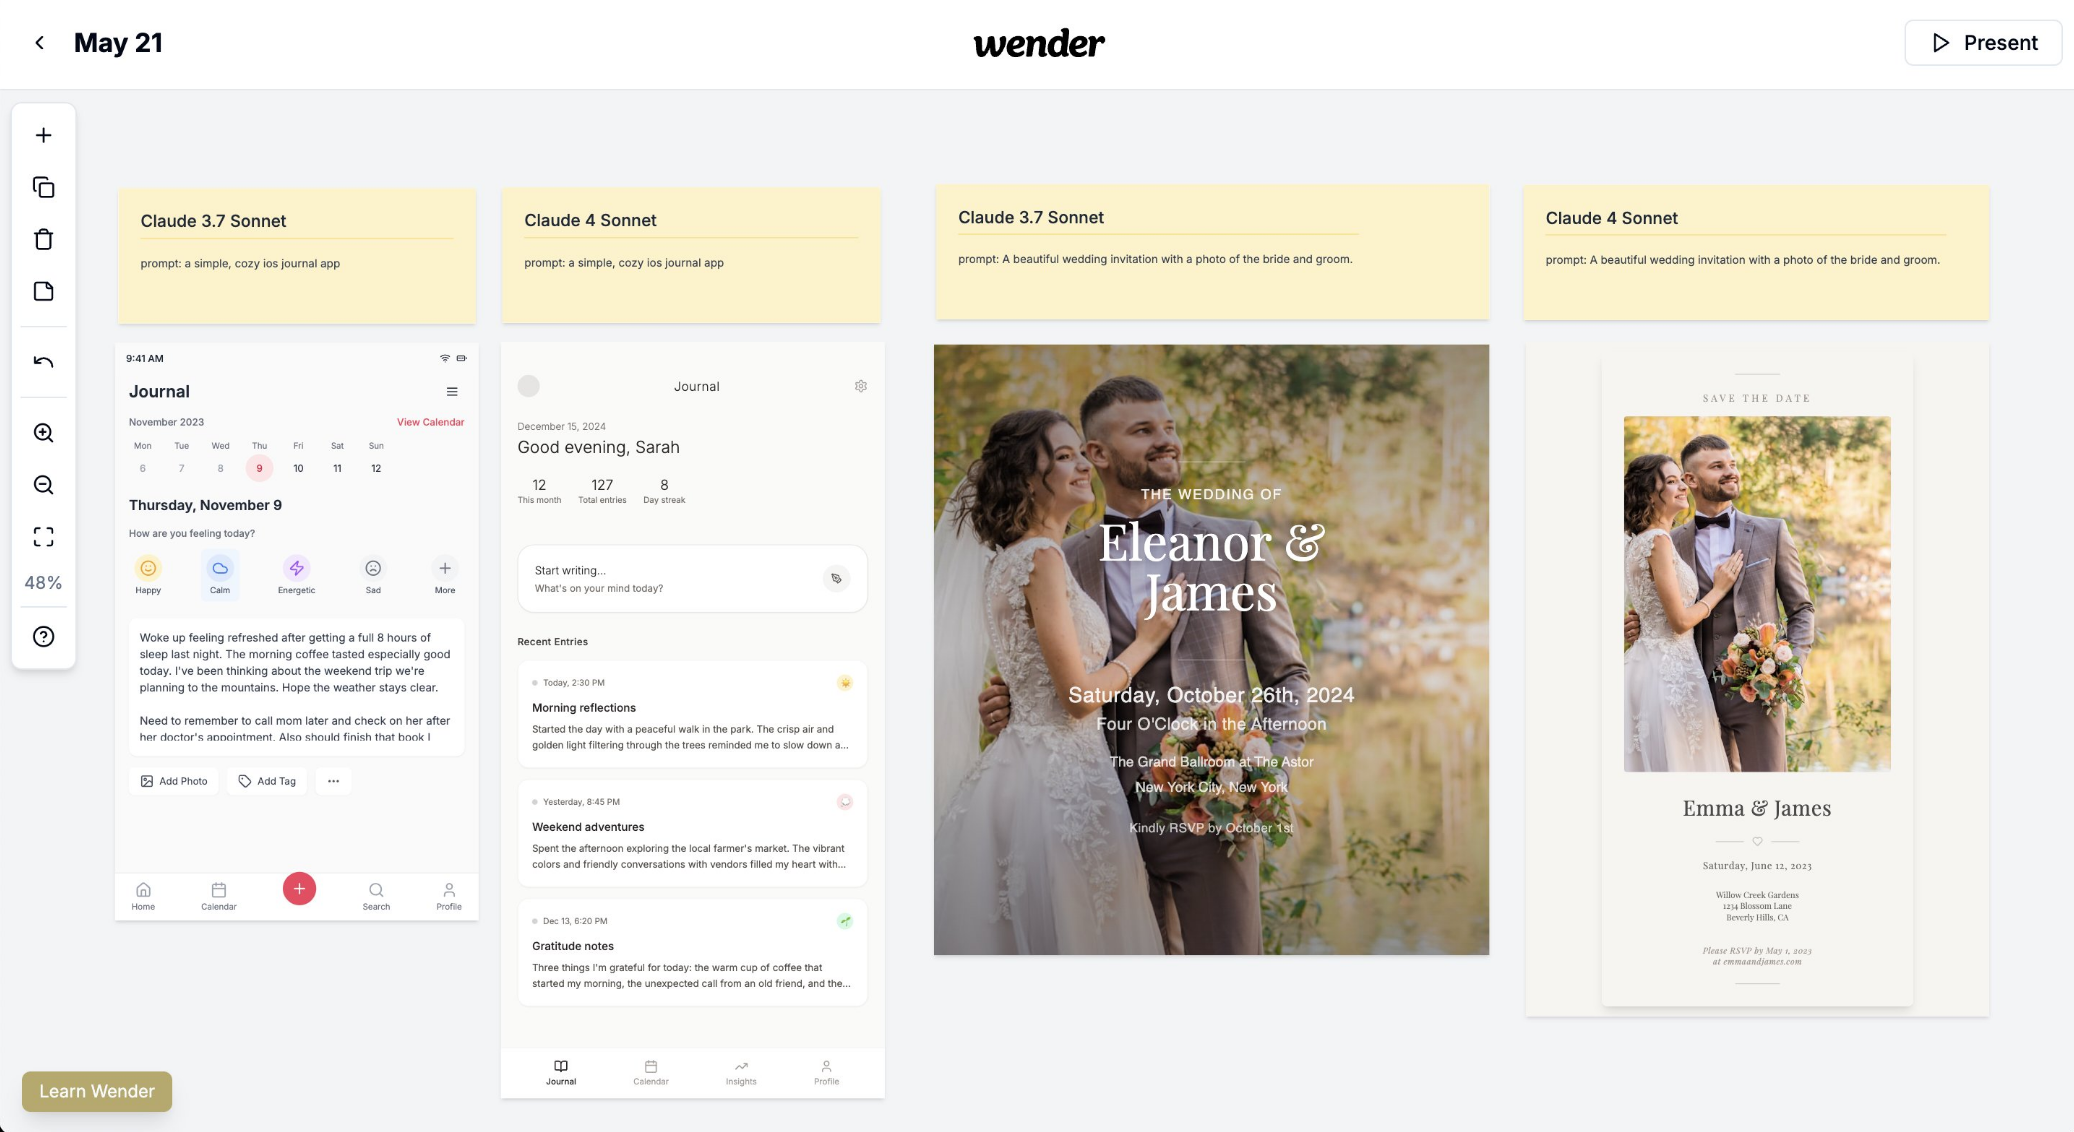 May 21
wender
Present
48%
Learn Wender
Claude 3.7 Sonnet
prompt: a simple, cozy ios journal app
9:41 AM
Journal
November 2023
View Calendar
Mon Tue Wed Thu Fri Sat Sun
6 7 8 9 10 11 12
Thursday, November 9
How are you feeling today?
Happy Calm Energetic Sad More
Woke up feeling refreshed after getting a full 8 hours of
sleep last night. The morning coffee tasted especially good
today. I've been thinking about the weekend trip we're
planning to the mountains. Hope the weather stays clear.
Need to remember to call mom later and check on her after
her doctor's appointment. Also should finish that book I
Add Photo Add Tag ...
Home Calendar Search Profile
Claude 4 Sonnet
prompt: a simple, cozy ios journal app
Journal
December 15, 2024
Good evening, Sarah
12 127 8
This month Total entries Day streak
Start writing...
What's on your mind today?
Recent Entries
Today, 2:30 PM
Morning reflections
Started the day with a peaceful walk in the park. The crisp air and
golden light filtering through the trees reminded me to slow down a...
Yesterday, 8:45 PM
Weekend adventures
Spent the afternoon exploring the local farmer's market. The vibrant
colors and friendly conversations with vendors filled my heart with...
Dec 13, 6:20 PM
Gratitude notes
Three things I'm grateful for today: the warm cup of coffee that
started my morning, the unexpected call from an old friend, and the...
Journal Calendar Insights Profile
Claude 3.7 Sonnet
prompt: A beautiful wedding invitation with a photo of the bride and groom.
THE WEDDING OF
Eleanor &
James
Saturday, October 26th, 2024
Four O'Clock in the Afternoon
The Grand Ballroom at The Astor
New York City, New York
Kindly RSVP by October 1st
Claude 4 Sonnet
prompt: A beautiful wedding invitation with a photo of the bride and groom.
SAVE THE DATE
Emma & James
Saturday, June 12, 2023
Willow Creek Gardens
1234 Blossom Lane
Beverly Hills, CA
Please RSVP by May 1, 2023
at emmaandjames.com